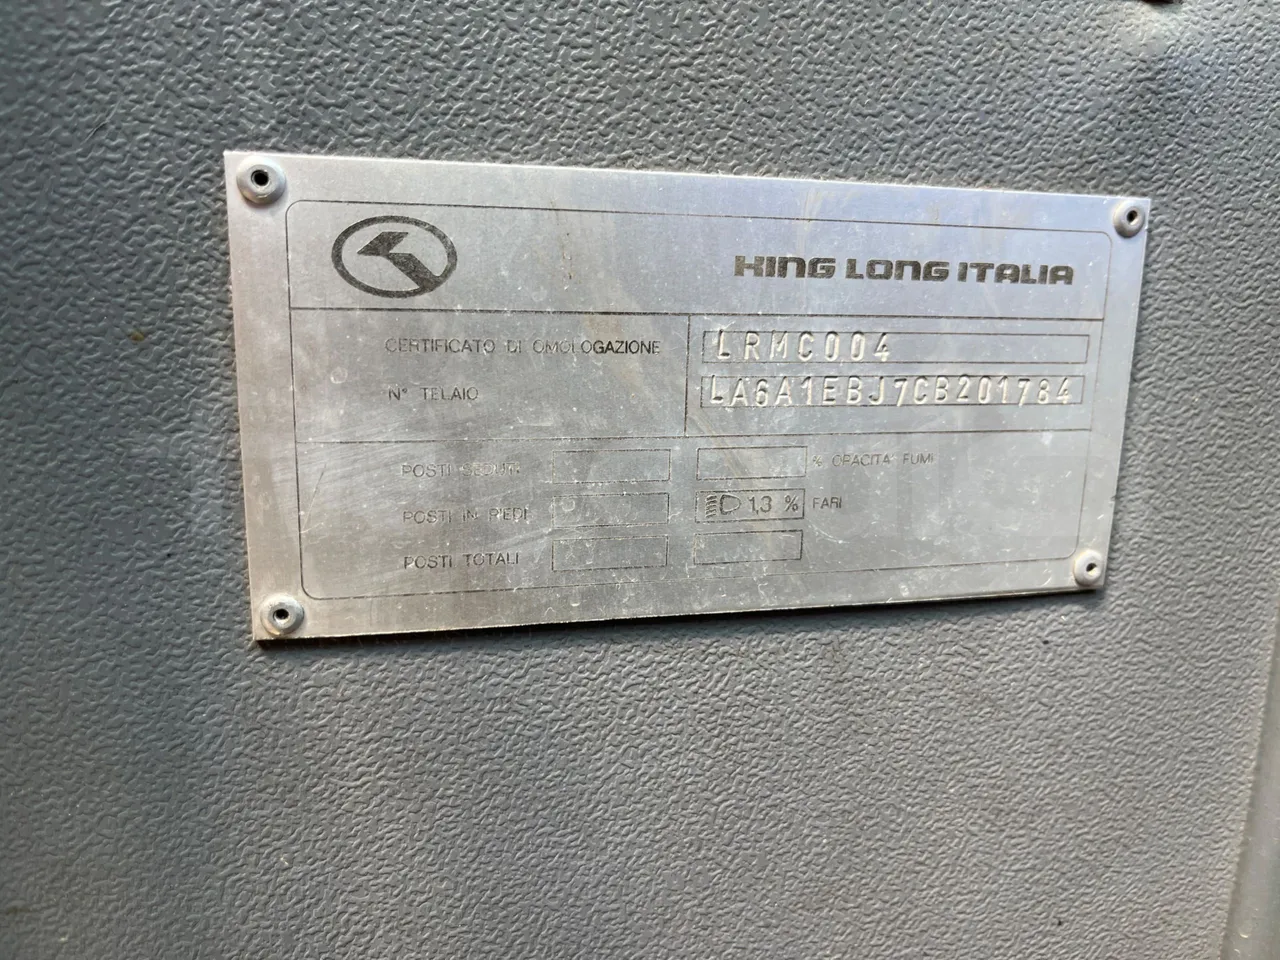 KING LONG ITALIA
CERTIFICATO DI OMOLOGAZIONE LRMC004
N° TELAIO LA6A1EBJ7CB201784
POSTI SEDUTI % OPACITA' FUMI
POSTI IN PIEDI 1,3 % FARI
POSTI TOTALI